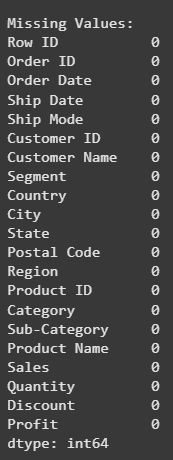 Missing Values:
Row ID 0
Order ID 0
Order Date 0
Ship Date 0
Ship Mode 0
Customer ID 0
Customer Name 0
Segment 0
Country 0
City 0
State 0
Postal Code 0
Region 0
Product ID 0
Category 0
Sub-Category 0
Product Name 0
Sales 0
Quantity 0
Discount 0
Profit 0
dtype: int64